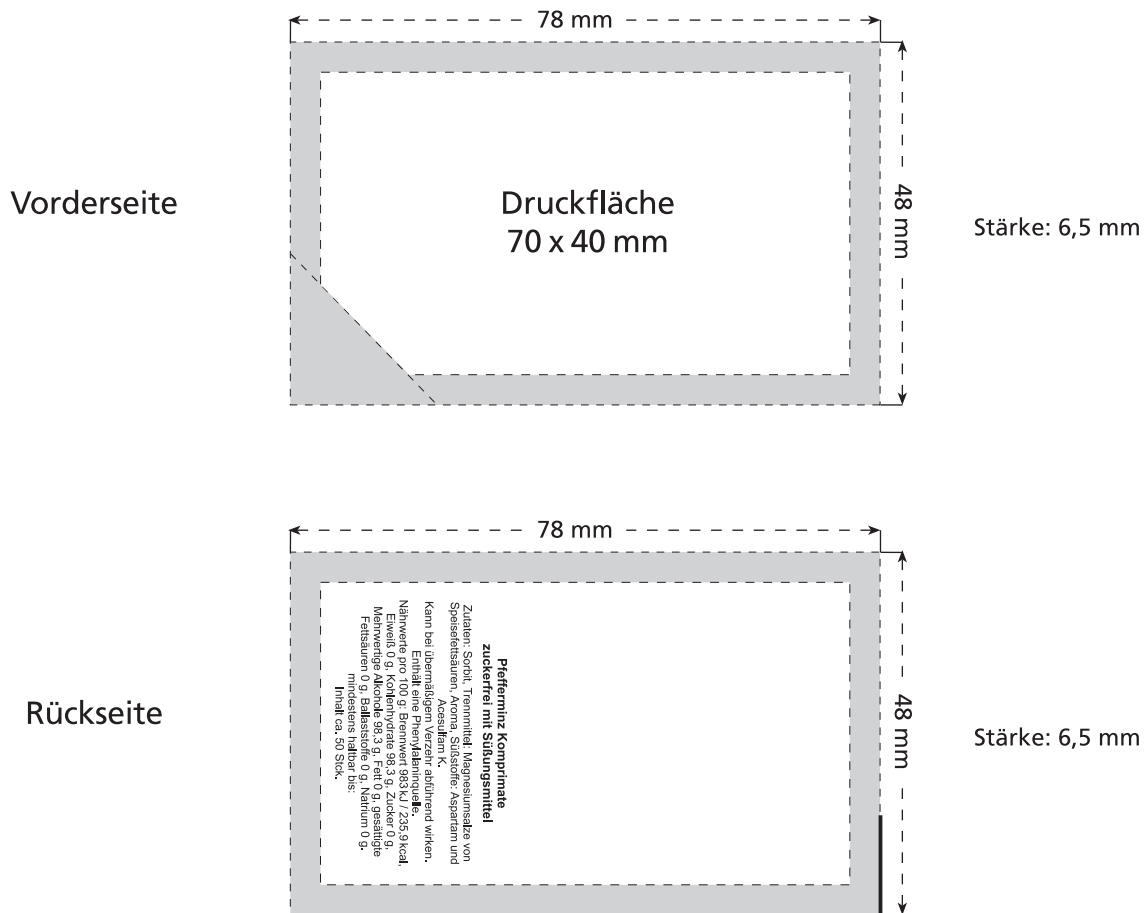 78 mm
Vorderseite
Druckfläche
70 x 40 mm
48 mm
Stärke: 6,5 mm
78 mm
Rückseite
Pfefferminz Komprimate
zuckerfrei mit Süßungsmittel
Zutaten: Sorbit, Trennmittel: Magnesiumsalze von
Speisefettsäuren, Aroma, Süßstoffe: Aspartam und
Acesulfam K.
Kann bei übermäßigem Verzehr abführend wirken.
Enthält eine Phenylalaninquelle.
Nährwerte pro 100 g: Brennwert 983 kJ / 235,9 kcal,
Eiweiß 0 g, Kohlenhydrate 98,3 g, Zucker 0 g,
Mehrwertige Alkohole 98,3 g, Fett 0 g, gesättigte
Fettsäuren 0 g, Ballaststoffe 0 g, Natrium 0 g.
mindestens haltbar bis:
Inhalt ca. 50 Stck.
48 mm
Stärke: 6,5 mm